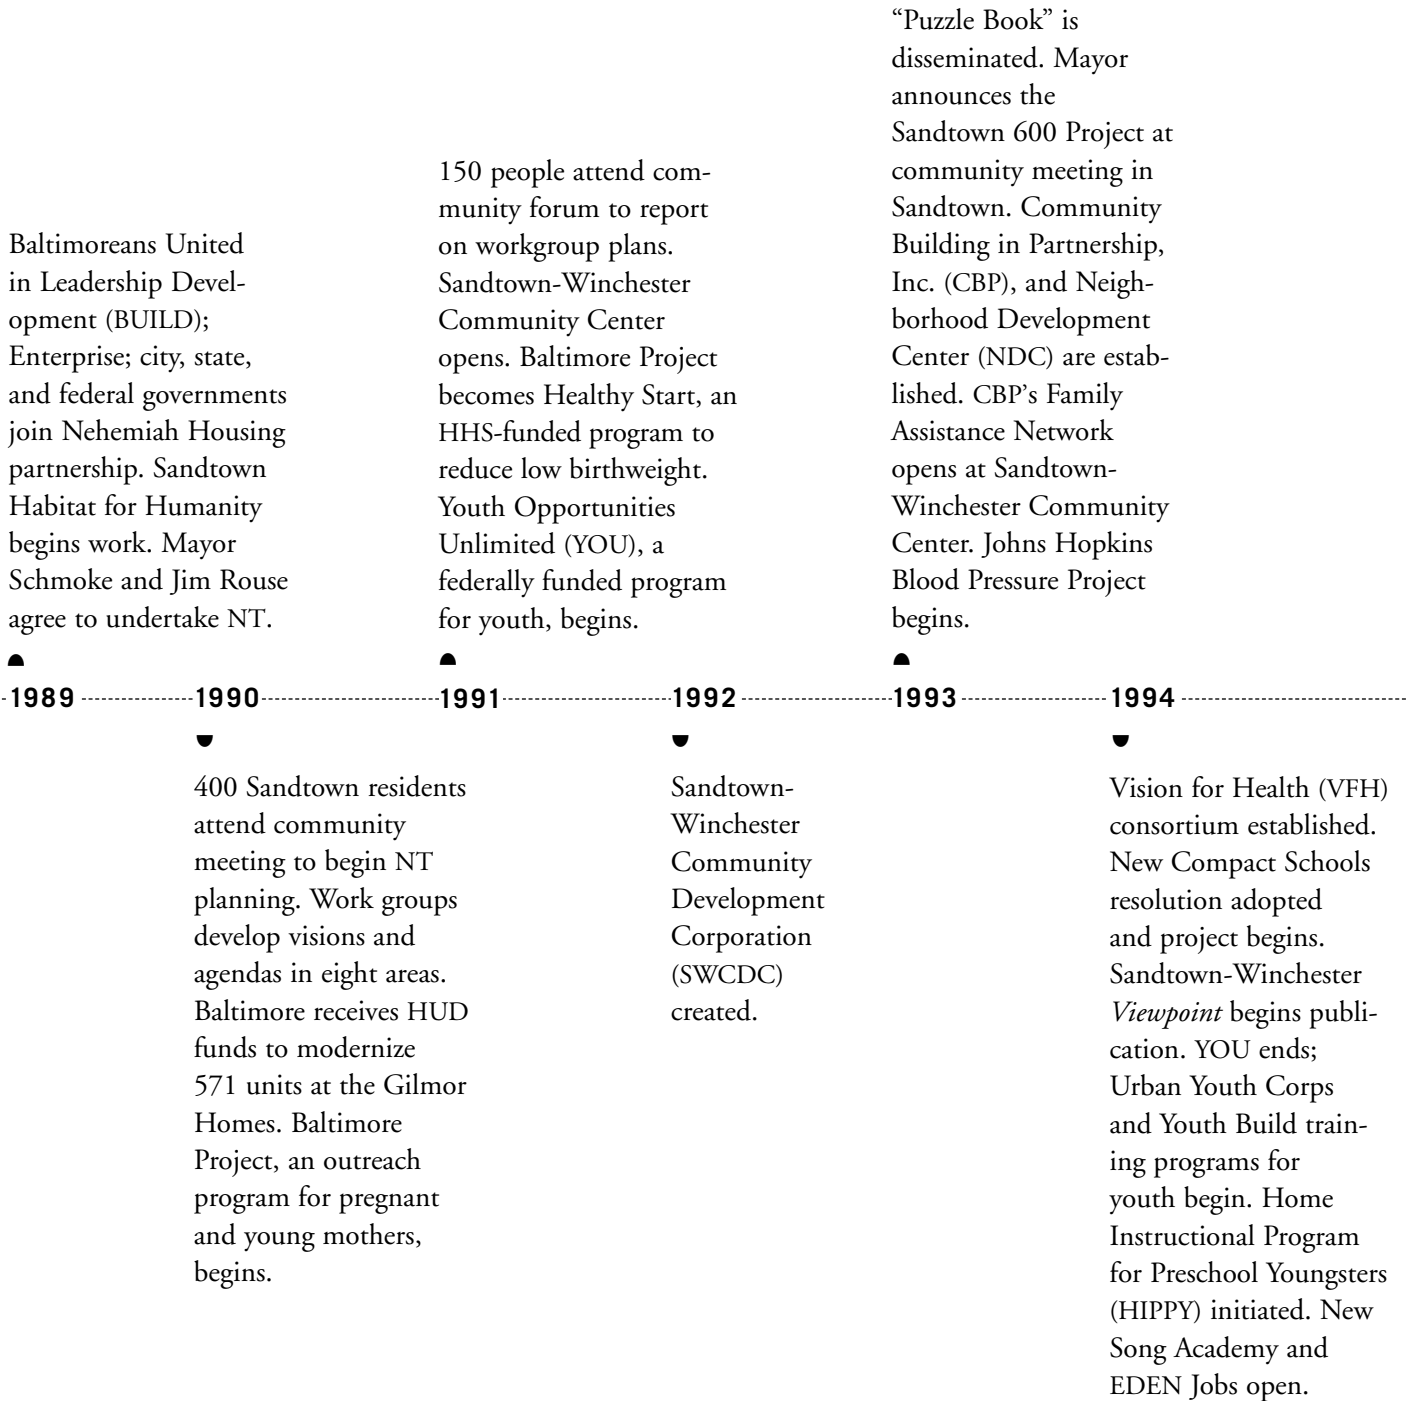 Baltimoreans United
in Leadership Devel-
opment (BUILD);
Enterprise; city, state,
and federal governments
join Nehemiah Housing
partnership. Sandtown
Habitat for Humanity
begins work. Mayor
Schmoke and Jim Rouse
agree to undertake NT.
150 people attend com-
munity forum to report
on workgroup plans.
Sandtown-Winchester
Community Center
opens. Baltimore Project
becomes Healthy Start, an
HHS-funded program to
reduce low birthweight.
Youth Opportunities
Unlimited (YOU), a
federally funded program
for youth, begins.
“Puzzle Book” is
disseminated. Mayor
announces the
Sandtown 600 Project at
community meeting in
Sandtown. Community
Building in Partnership,
Inc. (CBP), and Neigh-
borhood Development
Center (NDC) are estab-
lished. CBP’s Family
Assistance Network
opens at Sandtown-
Winchester Community
Center. Johns Hopkins
Blood Pressure Project
begins.
1989 1990 1991 1992 1993 1994
400 Sandtown residents
attend community
meeting to begin NT
planning. Work groups
develop visions and
agendas in eight areas.
Baltimore receives HUD
funds to modernize
571 units at the Gilmor
Homes. Baltimore
Project, an outreach
program for pregnant
and young mothers,
begins.
Sandtown-
Winchester
Community
Development
Corporation
(SWCDC)
created.
Vision for Health (VFH)
consortium established.
New Compact Schools
resolution adopted
and project begins.
Sandtown-Winchester
Viewpoint begins publi-
cation. YOU ends;
Urban Youth Corps
and Youth Build train-
ing programs for
youth begin. Home
Instructional Program
for Preschool Youngsters
(HIPPY) initiated. New
Song Academy and
EDEN Jobs open.